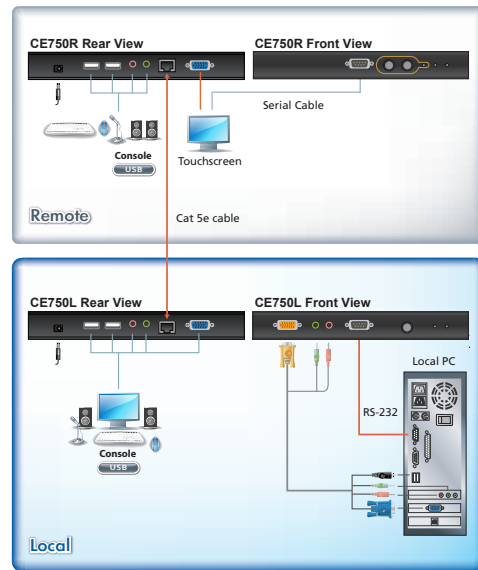 CE750R Rear View
CE750R Front View
Serial Cable
Console
USB
Touchscreen
Remote
Cat 5e cable
CE750L Rear View
CE750L Front View
Local PC
RS-232
Console
USB
Local